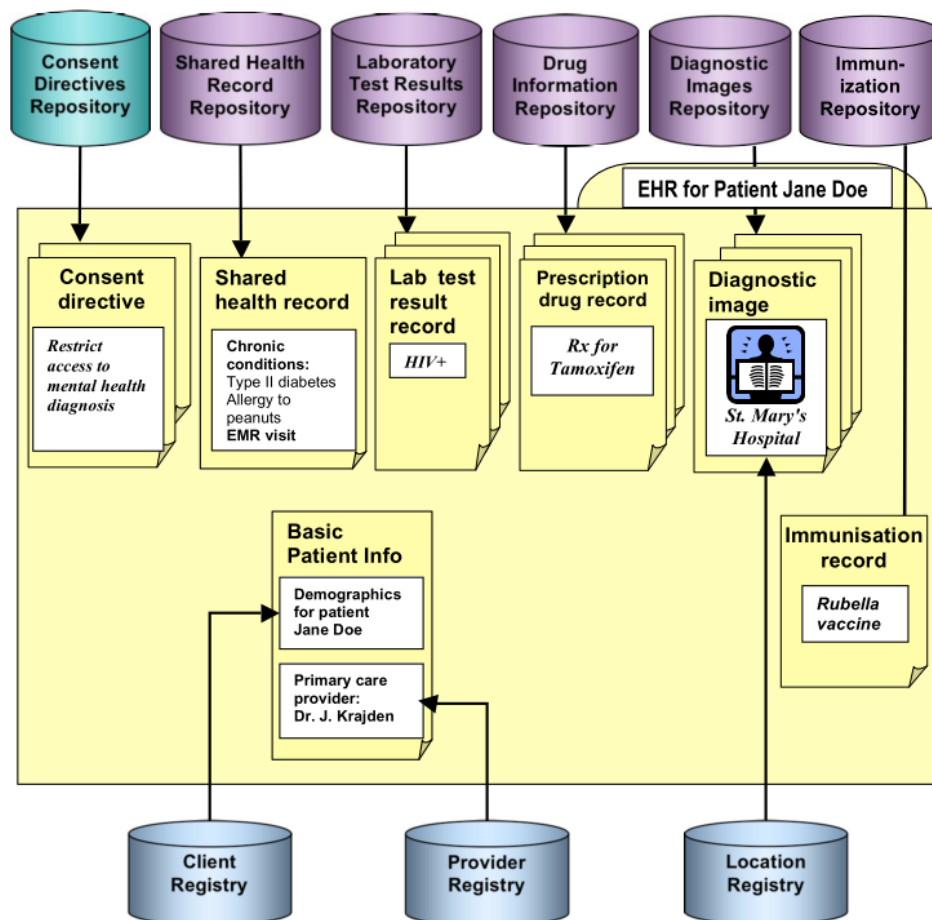 Consent
Directives
Repository
Shared Health
Record
Repository
Laboratory
Test Results
Repository
Drug
Information
Repository
Diagnostic
Images
Repository
Immun-
ization
Repository
EHR for Patient Jane Doe
Consent
directive
Restrict
access to
mental health
diagnosis
Shared
health record
Chronic
conditions:
Type II diabetes
Allergy to
peanuts
EMR visit
Lab test
result
record
HIV+
Prescription
drug record
Rx for
Tamoxifen
Diagnostic
image
St. Mary's
Hospital
Basic
Patient Info
Demographics
for patient
Jane Doe
Primary care
provider:
Dr. J. Krajden
Immunisation
record
Rubella
vaccine
Client
Registry
Provider
Registry
Location
Registry